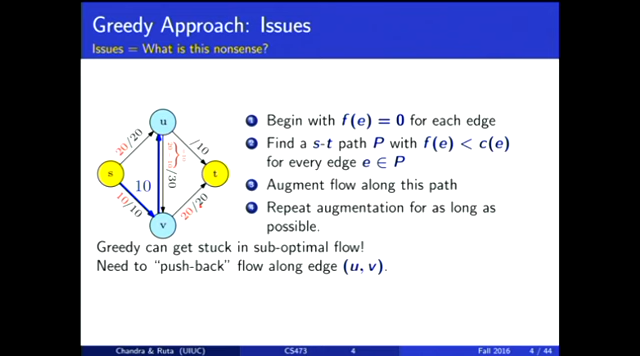 Greedy Approach: Issues
Issues = What is this nonsense?
u
20/20
/10
10
20
10
s
10
/30
t
10/10
20/20
v
1 Begin with f(e) = 0 for each edge
2 Find a s-t path P with f(e) < c(e)
for every edge e ∈ P
3 Augment flow along this path
4 Repeat augmentation for as long as
possible.
Greedy can get stuck in sub-optimal flow!
Need to “push-back” flow along edge (u, v).
Chandra & Ruta (UIUC) CS473 4 Fall 2016 4 / 44